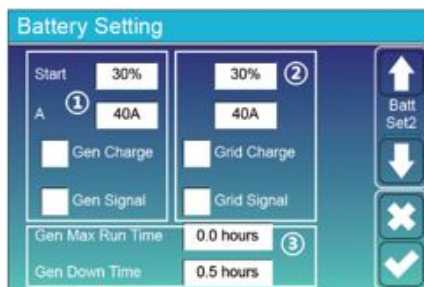 Battery Setting
Start 30% 30% ②
A ① 40A 40A
Batt
Set2
Gen Charge Grid Charge
Gen Signal Grid Signal
Gen Max Run Time 0.0 hours ③
Gen Down Time 0.5 hours